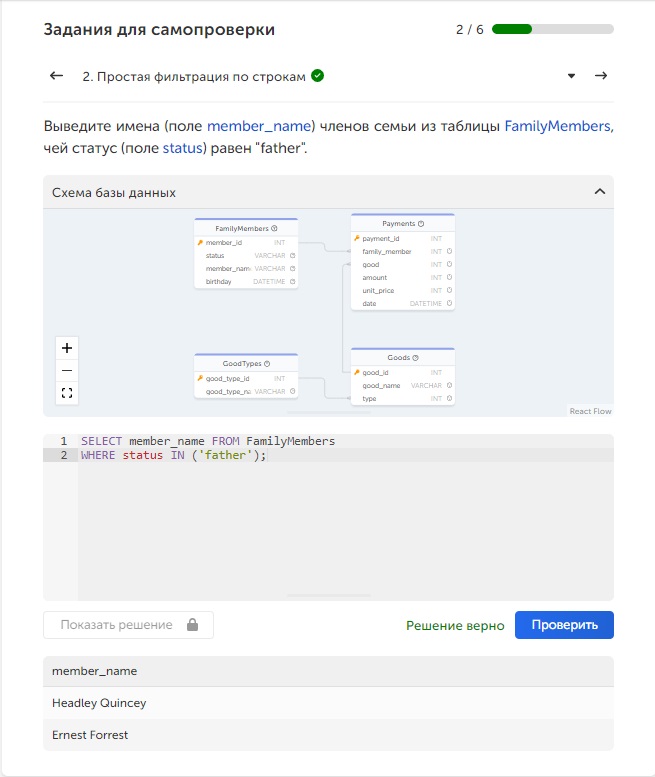 Задания для самопроверки
2 / 6
2. Простая фильтрация по строкам
Выведите имена (поле member_name) членов семьи из таблицы FamilyMembers,
чей статус (поле status) равен "father".
Схема базы данных
FamilyMembers
member_id INT
status VARCHAR
member_nam VARCHAR
birthday DATETIME
Payments
payment_id INT
family_member INT
good INT
amount INT
unit_price INT
date DATETIME
GoodTypes
good_type_id INT
good_type_na VARCHAR
Goods
good_id INT
good_name VARCHAR
type INT
React Flow
1 SELECT member_name FROM FamilyMembers
2 WHERE status IN ('father');
Показать решение
Решение верно
Проверить
member_name
Headley Quincey
Ernest Forrest